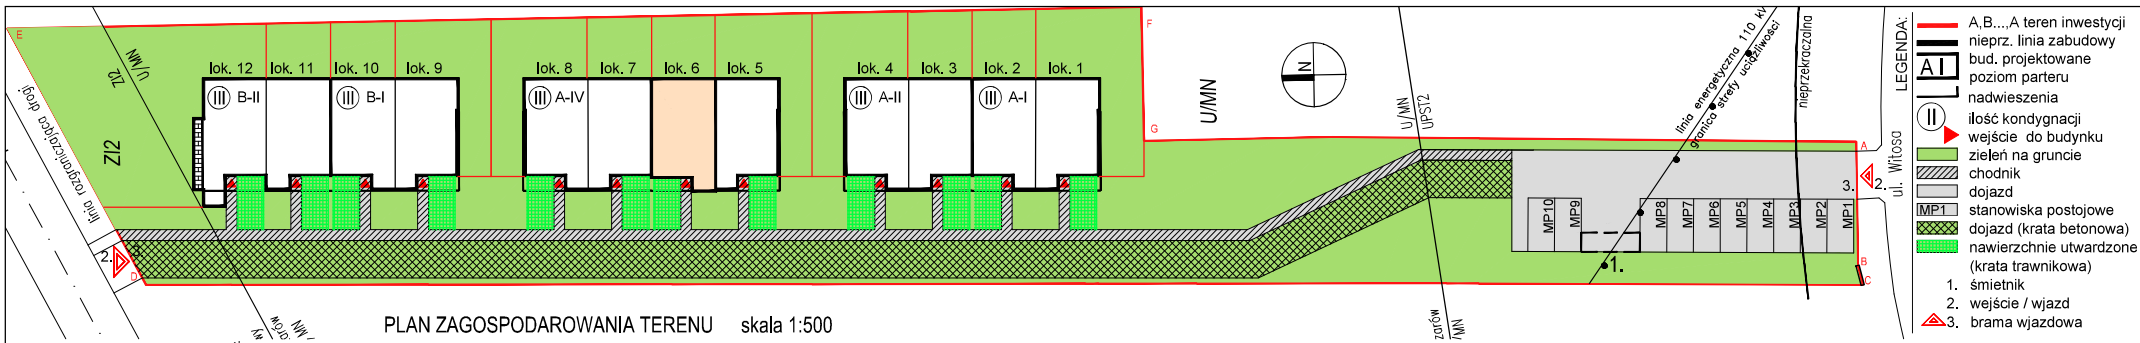 E
F
G
A
B
C
D
ZI2
U/MN
ZI2
linia rozgraniczająca drogi
lok. 12
lok. 11
lok. 10
lok. 9
lok. 8
lok. 7
lok. 6
lok. 5
lok. 4
lok. 3
lok. 2
lok. 1
III B-II
III B-I
III A-IV
III A-II
III A-I
U/MN
N
U/MN
UPST2
linia energetyczna 110 kv
granica strefy uciążliwości
nieprzekraczalna
ul. Witosa
3.
2.
MP10
MP9
MP8
MP7
MP6
MP5
MP4
MP3
MP2
MP1
1.
2.
3.
PLAN ZAGOSPODAROWANIA TERENU skala 1:500
LEGENDA:
A,B...,A teren inwestycji
nieprz. linia zabudowy
AI bud. projektowane
poziom parteru
nadwieszenia
II ilość kondygnacji
wejście do budynku
zieleń na gruncie
chodnik
dojazd
MP1 stanowiska postojowe
dojazd (krata betonowa)
nawierzchnie utwardzone
(krata trawnikowa)
1. śmietnik
2. wejście / wjazd
3. brama wjazdowa